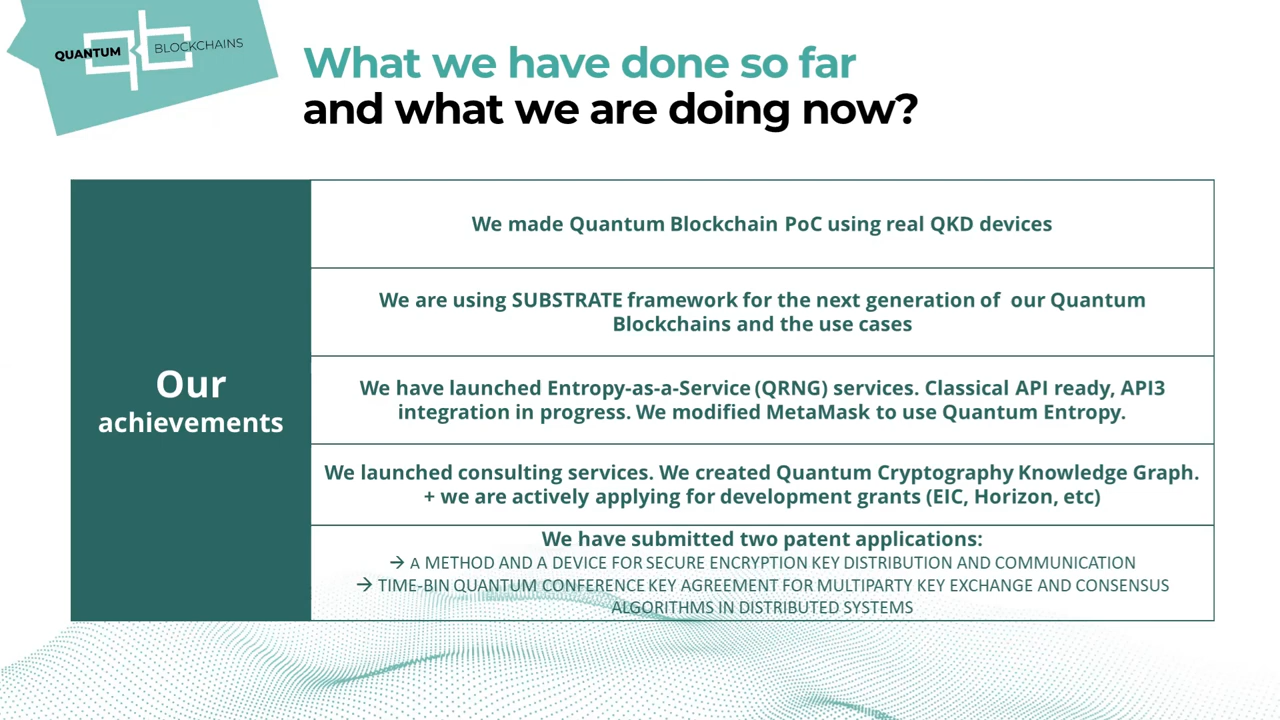 QUANTUM BLOCKCHAINS
What we have done so far
and what we are doing now?
Our
achievements
We made Quantum Blockchain PoC using real QKD devices
We are using SUBSTRATE framework for the next generation of our Quantum
Blockchains and the use cases
We have launched Entropy-as-a-Service (QRNG) services. Classical API ready, API3
integration in progress. We modified MetaMask to use Quantum Entropy.
We launched consulting services. We created Quantum Cryptography Knowledge Graph.
+ we are actively applying for development grants (EIC, Horizon, etc)
We have submitted two patent applications:
→ A METHOD AND A DEVICE FOR SECURE ENCRYPTION KEY DISTRIBUTION AND COMMUNICATION
→ TIME-BIN QUANTUM CONFERENCE KEY AGREEMENT FOR MULTIPARTY KEY EXCHANGE AND CONSENSUS
ALGORITHMS IN DISTRIBUTED SYSTEMS